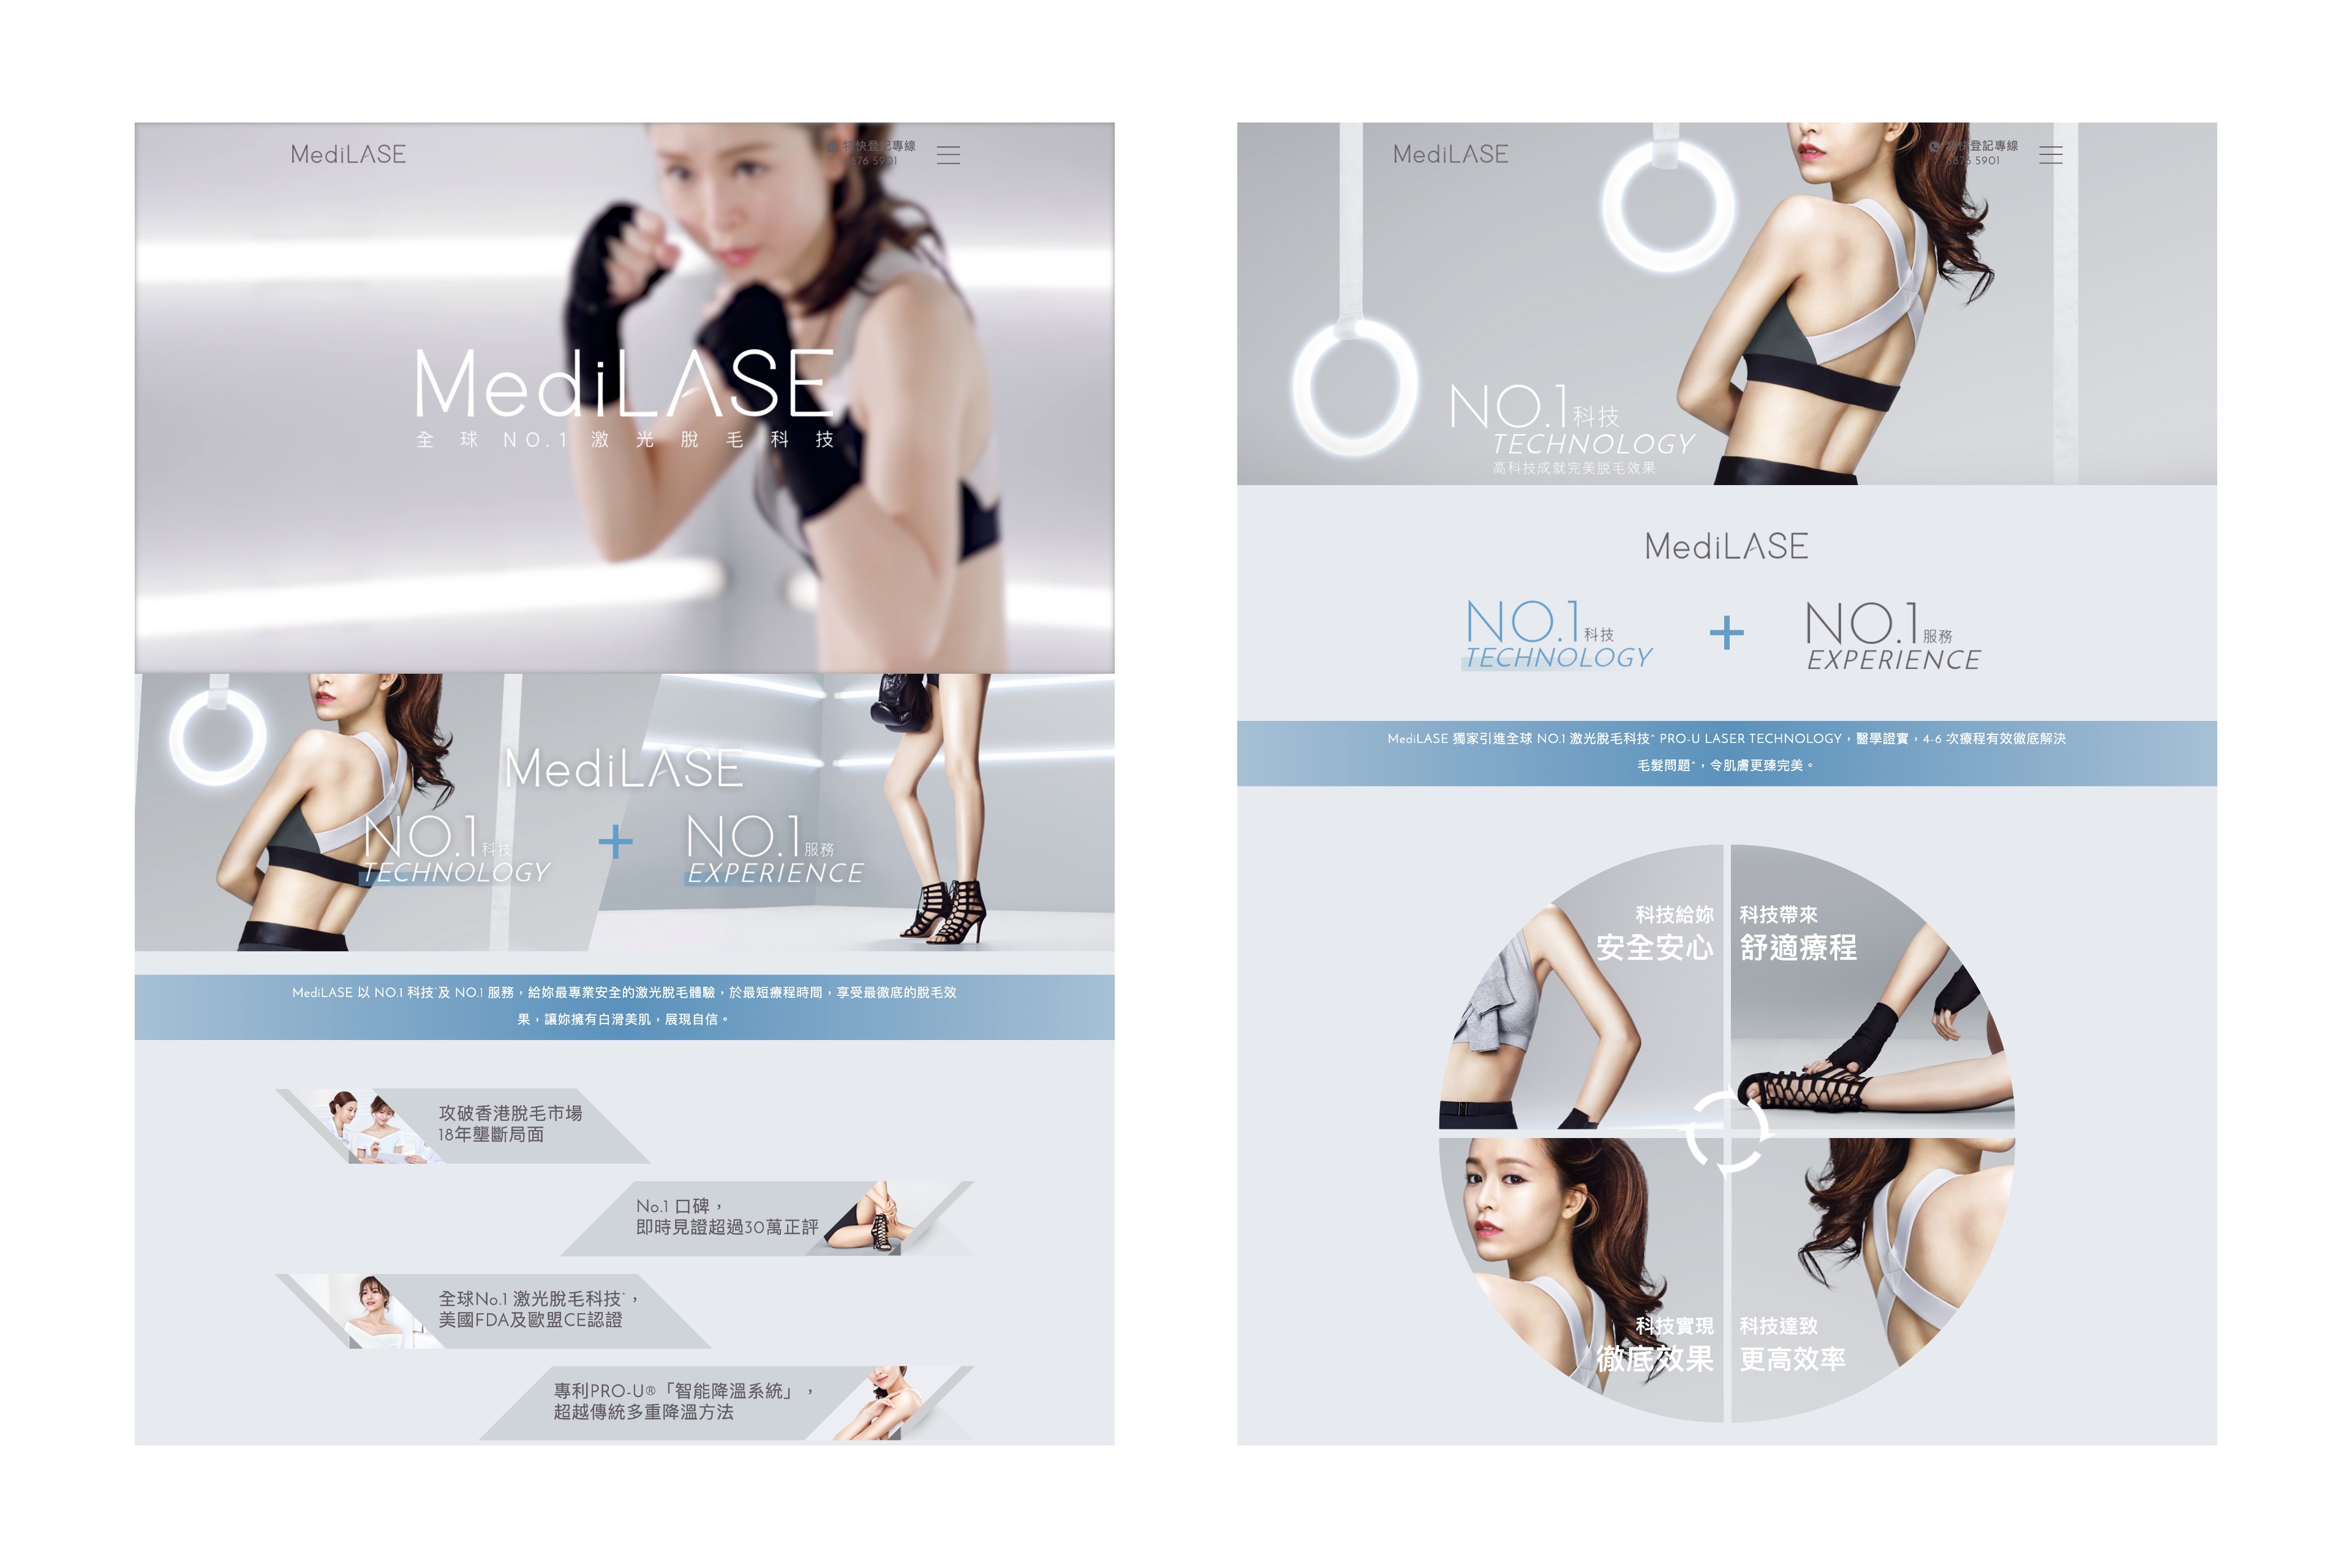 MediLASE
特快登記專線
5901
MediLASE
全球NO.1激光脫毛科技
MediLASE
NO.1科技
TECHNOLOGY
+
NO.1服務
EXPERIENCE
MediLASE 以 NO.1 科技^及 NO.1 服務，給妳最專業安全的激光脫毛體驗，於最短療程時間，享受最徹底的脫毛效
果，讓妳擁有白滑美肌，展現自信。
攻破香港脫毛市場
18年壟斷局面
No.1 口碑，
即時見證超過30萬正評
全球No.1 激光脫毛科技^，
美國FDA及歐盟CE認證
專利PRO-U®「智能降溫系統」，
超越傳統多重降溫方法
MediLASE
登記專線
5901
NO.1科技
TECHNOLOGY
高科技成就完美脫毛效果
MediLASE
NO.1科技
TECHNOLOGY
+
NO.1服務
EXPERIENCE
MediLASE 獨家引進全球 NO.1 激光脫毛科技^ PRO-U LASER TECHNOLOGY，醫學證實，4-6 次療程有效徹底解決
毛髮問題^，令肌膚更臻完美。
科技給妳
安全安心
科技帶來
舒適療程
科技實現
徹底效果
科技達致
更高效率